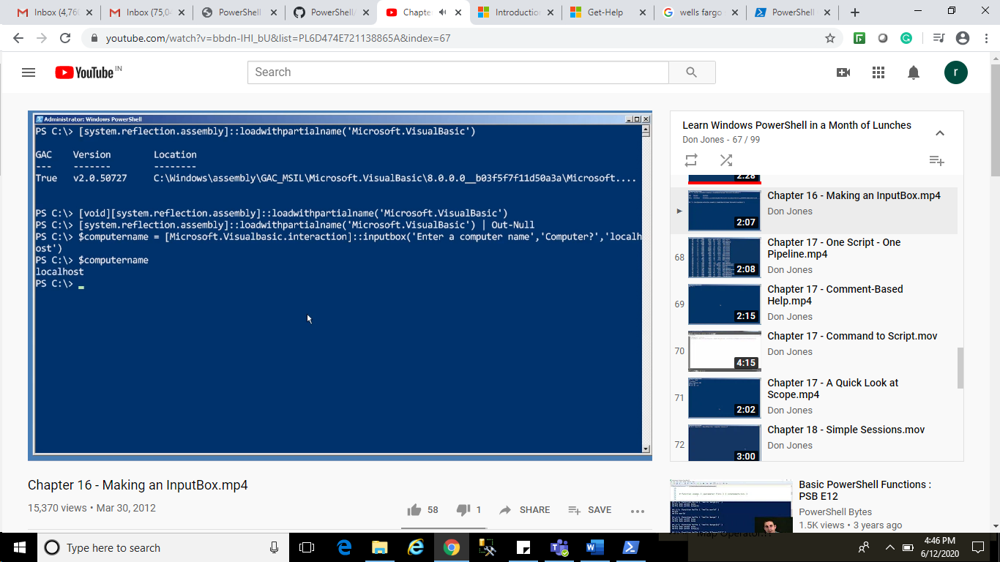 Inbox (4,760
Inbox (75,04
PowerShell
PowerShell/
Chapte
Introduction
Get-Help
wells fargo
PowerShell
youtube.com/watch?v=bbdn-IHI_bU&list=PL6D474E721138865A&index=67
YouTube IN
Search
r
Administrator: Windows PowerShell
PS C:\> [system.reflection.assembly]::loadwithpartialname('Microsoft.VisualBasic')
GAC Version Location
--- ------- --------
True v2.0.50727 C:\Windows\assembly\GAC_MSIL\Microsoft.VisualBasic\8.0.0.0__b03f5f7f11d50a3a\Microsoft....
PS C:\> [void][system.reflection.assembly]::loadwithpartialname('Microsoft.VisualBasic')
PS C:\> [system.reflection.assembly]::loadwithpartialname('Microsoft.VisualBasic') | Out-Null
PS C:\> $computername = [Microsoft.Visualbasic.interaction]::inputbox('Enter a computer name','Computer?','localh
ost')
PS C:\> $computername
localhost
PS C:\>
Chapter 16 - Making an InputBox.mp4
15,370 views • Mar 30, 2012
58
1
SHARE
SAVE
Learn Windows PowerShell in a Month of Lunches
Don Jones - 67 / 99
2:28
Chapter 16 - Making an InputBox.mp4
Don Jones
2:07
68
Chapter 17 - One Script - One
Pipeline.mp4
Don Jones
2:08
69
Chapter 17 - Comment-Based
Help.mp4
Don Jones
2:15
70
Chapter 17 - Command to Script.mov
Don Jones
4:15
71
Chapter 17 - A Quick Look at
Scope.mp4
Don Jones
2:02
72
Chapter 18 - Simple Sessions.mov
Don Jones
3:00
Basic PowerShell Functions :
PSB E12
PowerShell Bytes
1.5K views • 3 years ago
Type here to search
4:46 PM
6/12/2020